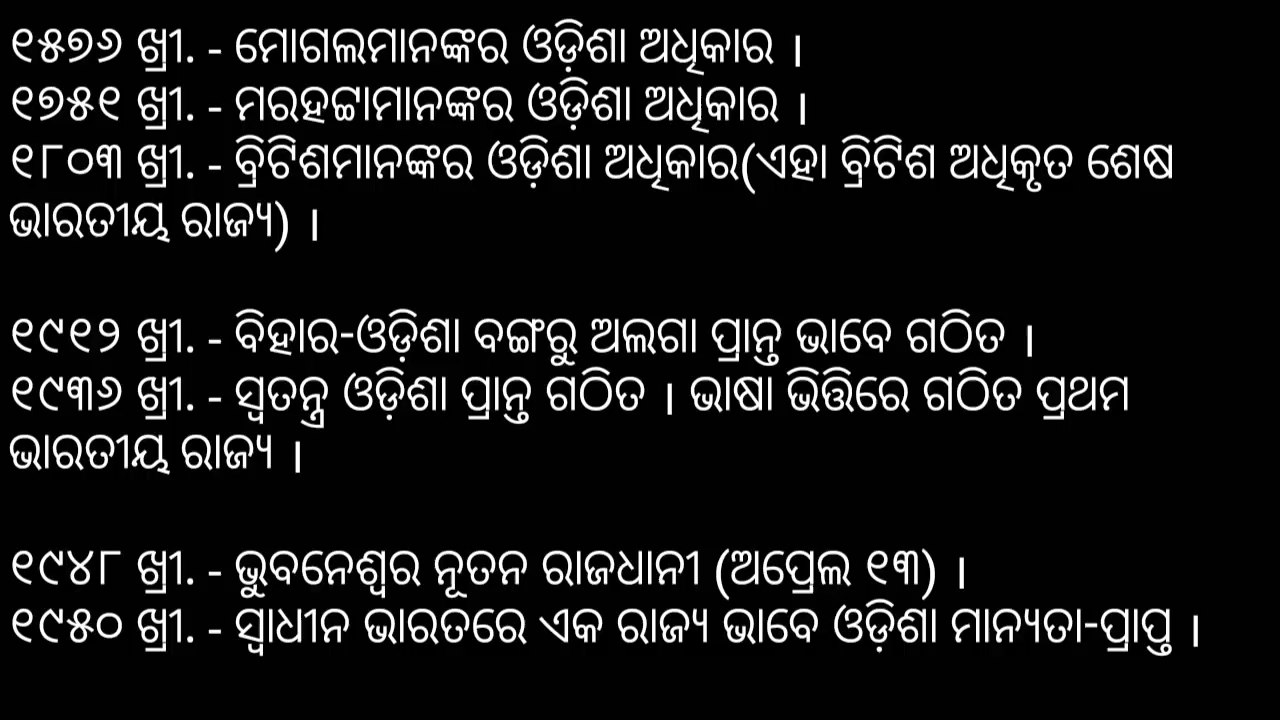 ୧୫୭୬ ଖ୍ରୀ. - ମୋଗଲମାନଙ୍କର ଓଡ଼ିଶା ଅଧିକାର ।
୧୭୫୧ ଖ୍ରୀ. - ମରହଟ୍ଟାମାନଙ୍କର ଓଡ଼ିଶା ଅଧିକାର ।
୧୮୦୩ ଖ୍ରୀ. - ବ୍ରିଟିଶମାନଙ୍କର ଓଡ଼ିଶା ଅଧିକାର(ଏହା ବ୍ରିଟିଶ ଅଧିକୃତ ଶେଷ
ଭାରତୀୟ ରାଜ୍ୟ) ।
୧୯୧୨ ଖ୍ରୀ. - ବିହାର-ଓଡ଼ିଶା ବଙ୍ଗରୁ ଅଲଗା ପ୍ରାନ୍ତ ଭାବେ ଗଠିତ ।
୧୯୩୬ ଖ୍ରୀ. - ସ୍ୱତନ୍ତ୍ର ଓଡ଼ିଶା ପ୍ରାନ୍ତ ଗଠିତ । ଭାଷା ଭିତ୍ତିରେ ଗଠିତ ପ୍ରଥମ
ଭାରତୀୟ ରାଜ୍ୟ ।
୧୯୪୮ ଖ୍ରୀ. - ଭୁବନେଶ୍ୱର ନୂତନ ରାଜଧାନୀ (ଅପ୍ରେଲ ୧୩) ।
୧୯୫୦ ଖ୍ରୀ. - ସ୍ୱାଧୀନ ଭାରତରେ ଏକ ରାଜ୍ୟ ଭାବେ ଓଡ଼ିଶା ମାନ୍ୟତା-ପ୍ରାପ୍ତ ।